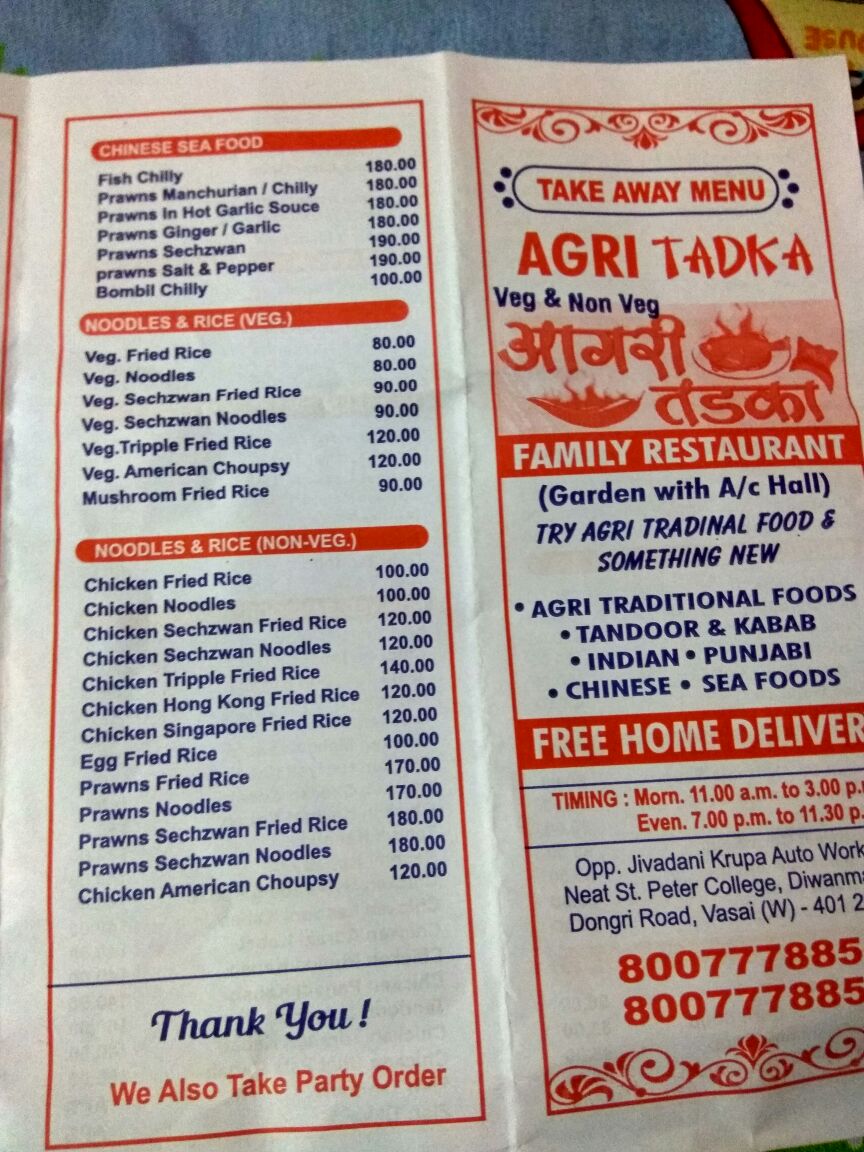 CHINESE SEA FOOD
Fish Chilly 180.00
Prawns Manchurian / Chilly 180.00
Prawns In Hot Garlic Souce 180.00
Prawns Ginger / Garlic 180.00
Prawns Sechzwan 190.00
prawns Salt & Pepper 190.00
Bombil Chilly 100.00
NOODLES & RICE (VEG.)
Veg. Fried Rice 80.00
Veg. Noodles 80.00
Veg. Sechzwan Fried Rice 90.00
Veg. Sechzwan Noodles 90.00
Veg.Tripple Fried Rice 120.00
Veg. American Choupsy 120.00
Mushroom Fried Rice 90.00
NOODLES & RICE (NON-VEG.)
Chicken Fried Rice 100.00
Chicken Noodles 100.00
Chicken Sechzwan Fried Rice 120.00
Chicken Sechzwan Noodles 120.00
Chicken Tripple Fried Rice 140.00
Chicken Hong Kong Fried Rice 120.00
Chicken Singapore Fried Rice 120.00
Egg Fried Rice 100.00
Prawns Fried Rice 170.00
Prawns Noodles 170.00
Prawns Sechzwan Fried Rice 180.00
Prawns Sechzwan Noodles 180.00
Chicken American Choupsy 120.00
Thank You !
We Also Take Party Order
TAKE AWAY MENU
AGRI TADKA
Veg & Non Veg
आगरी
तडका
FAMILY RESTAURANT
(Garden with A/c Hall)
TRY AGRI TRADINAL FOOD &
SOMETHING NEW
• AGRI TRADITIONAL FOODS
• TANDOOR & KABAB
• INDIAN • PUNJABI
• CHINESE • SEA FOODS
FREE HOME DELIVER
TIMING : Morn. 11.00 a.m. to 3.00 p.
Even. 7.00 p.m. to 11.30 p.
Opp. Jivadani Krupa Auto Work
Neat St. Peter College, Diwanma
Dongri Road, Vasai (W) - 401 2
800777885
800777885